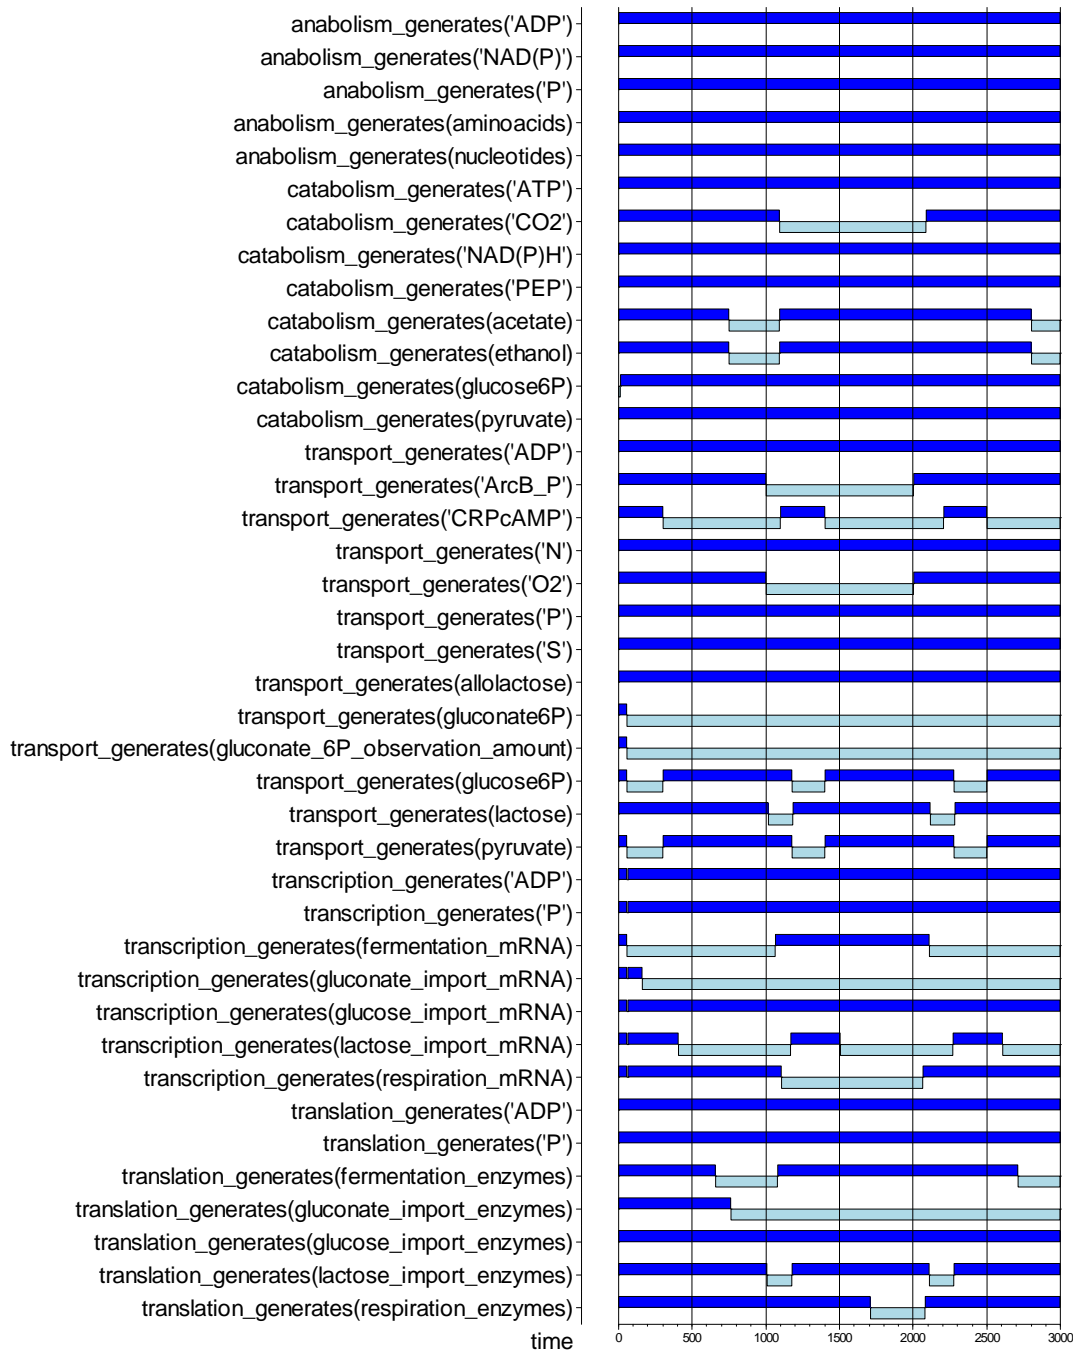 anabolism_generates('ADP')
anabolism_generates('NAD(P)')
anabolism_generates('P')
anabolism_generates(aminoacids)
anabolism_generates(nucleotides)
catabolism_generates('ATP')
catabolism_generates('CO2')
catabolism_generates('NAD(P)H')
catabolism_generates('PEP')
catabolism_generates(acetate)
catabolism_generates(ethanol)
catabolism_generates(glucose6P)
catabolism_generates(pyruvate)
transport_generates('ADP')
transport_generates('ArcB_P')
transport_generates('CRPcAMP')
transport_generates('N')
transport_generates('O2')
transport_generates('P')
transport_generates('S')
transport_generates(allolactose)
transport_generates(gluconate6P)
transport_generates(gluconate_6P_observation_amount)
transport_generates(glucose6P)
transport_generates(lactose)
transport_generates(pyruvate)
transcription_generates('ADP')
transcription_generates('P')
transcription_generates(fermentation_mRNA)
transcription_generates(gluconate_import_mRNA)
transcription_generates(glucose_import_mRNA)
transcription_generates(lactose_import_mRNA)
transcription_generates(respiration_mRNA)
translation_generates('ADP')
translation_generates('P')
translation_generates(fermentation_enzymes)
translation_generates(gluconate_import_enzymes)
translation_generates(glucose_import_enzymes)
translation_generates(lactose_import_enzymes)
translation_generates(respiration_enzymes)
time 0 500 1000 1500 2000 2500 3000